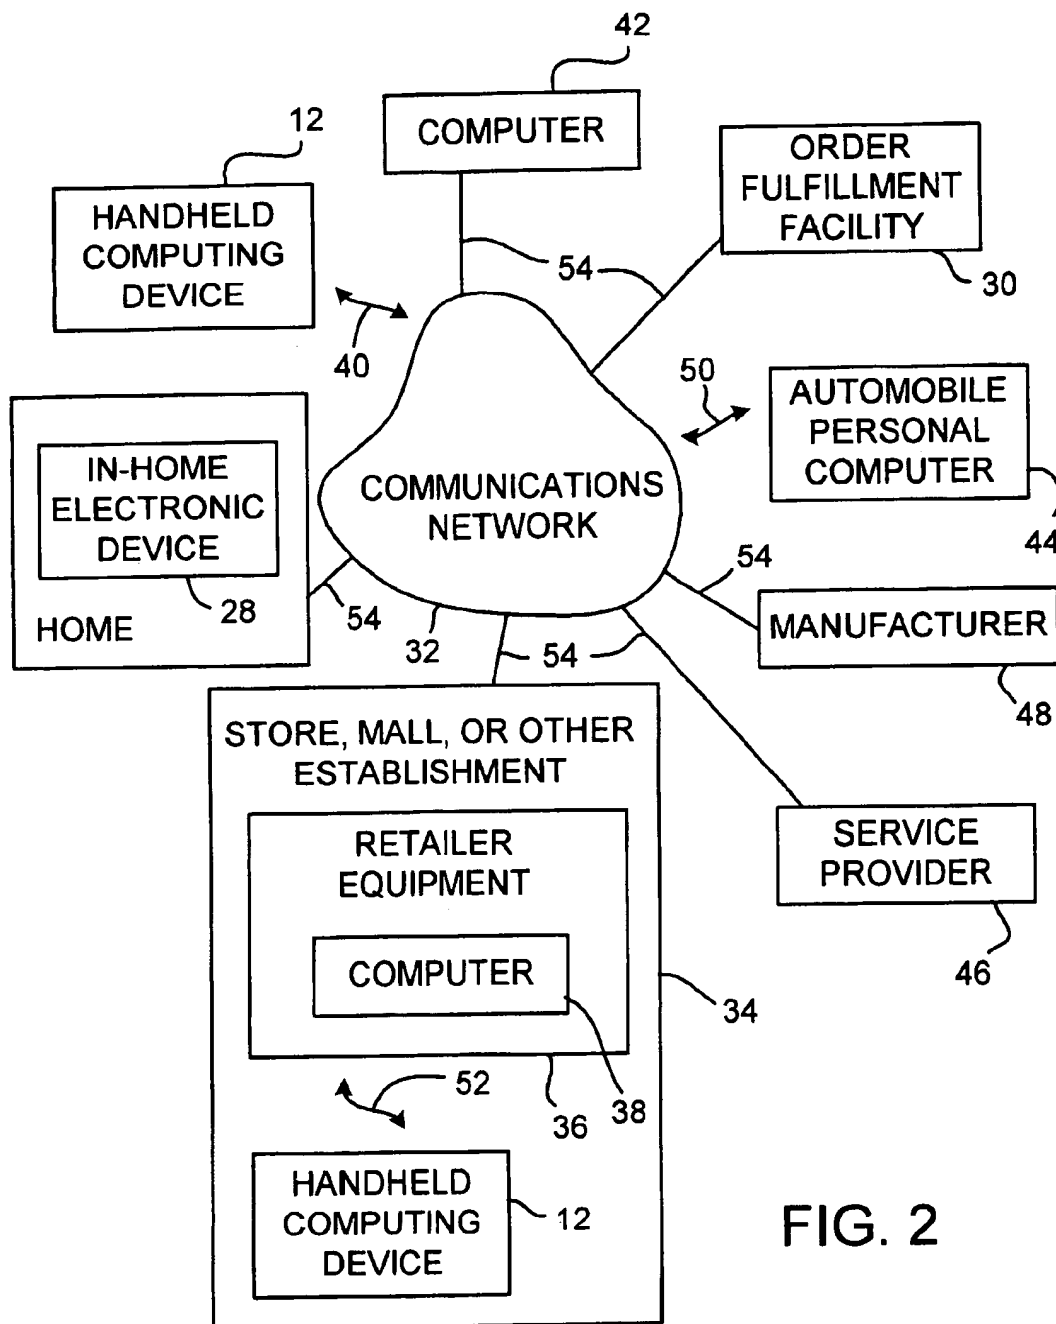 42
COMPUTER
12
HANDHELD
COMPUTING
DEVICE
ORDER
FULFILLMENT
FACILITY
54
30
40
50
AUTOMOBILE
PERSONAL
COMPUTER
44
IN-HOME
ELECTRONIC
DEVICE
28
HOME
COMMUNICATIONS
NETWORK
54
32
54
54
MANUFACTURER
48
STORE, MALL, OR OTHER
ESTABLISHMENT
RETAILER
EQUIPMENT
COMPUTER
SERVICE
PROVIDER
46
34
52
36
38
HANDHELD
COMPUTING
DEVICE
12
FIG. 2